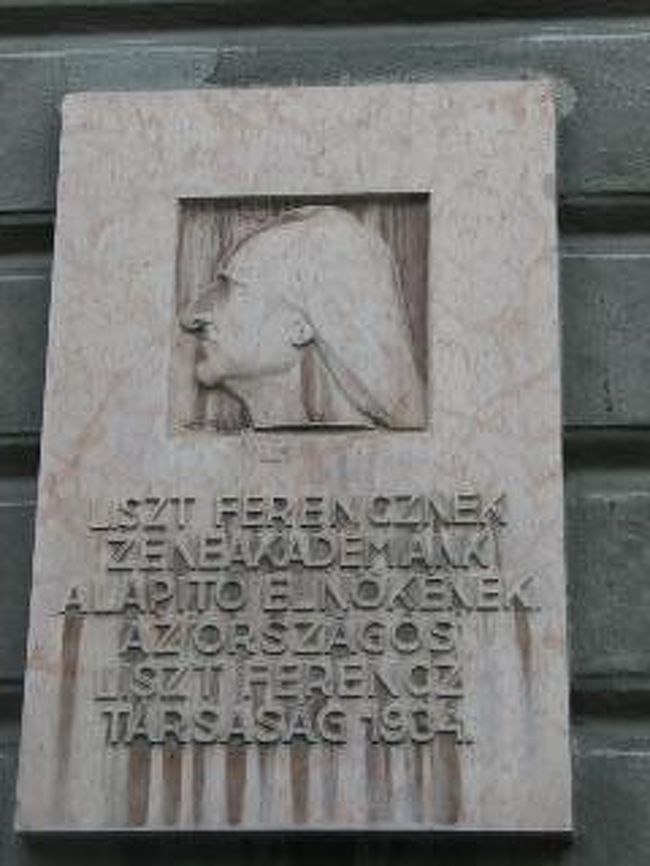 LISZT FERENCZNEK
ZENEAKADÉMIÁNK
ALAPÍTÓ ELNÖKÉNEK.
AZ ORSZÁGOS
LISZT FERENCZ
TÁRSASÁG 1934.